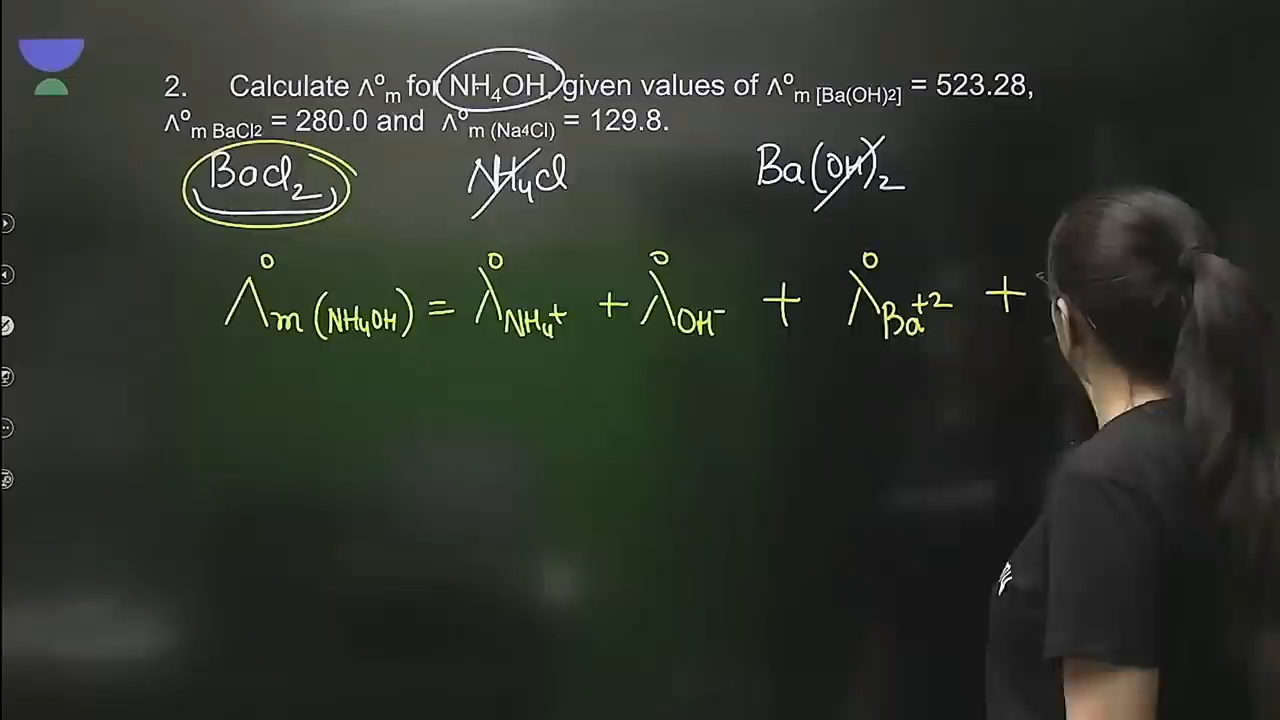 2. Calculate Λ°m for NH₄OH, given values of Λ°m [Ba(OH)2] = 523.28,
Λ°m BaCl2 = 280.0 and Λ°m (Na4Cl) = 129.8.
BaCl₂ NH₄Cl Ba(OH)₂
Λ°m (NH₄OH) = λ°NH₄⁺ + λ°OH⁻ + λ°Ba⁺² +